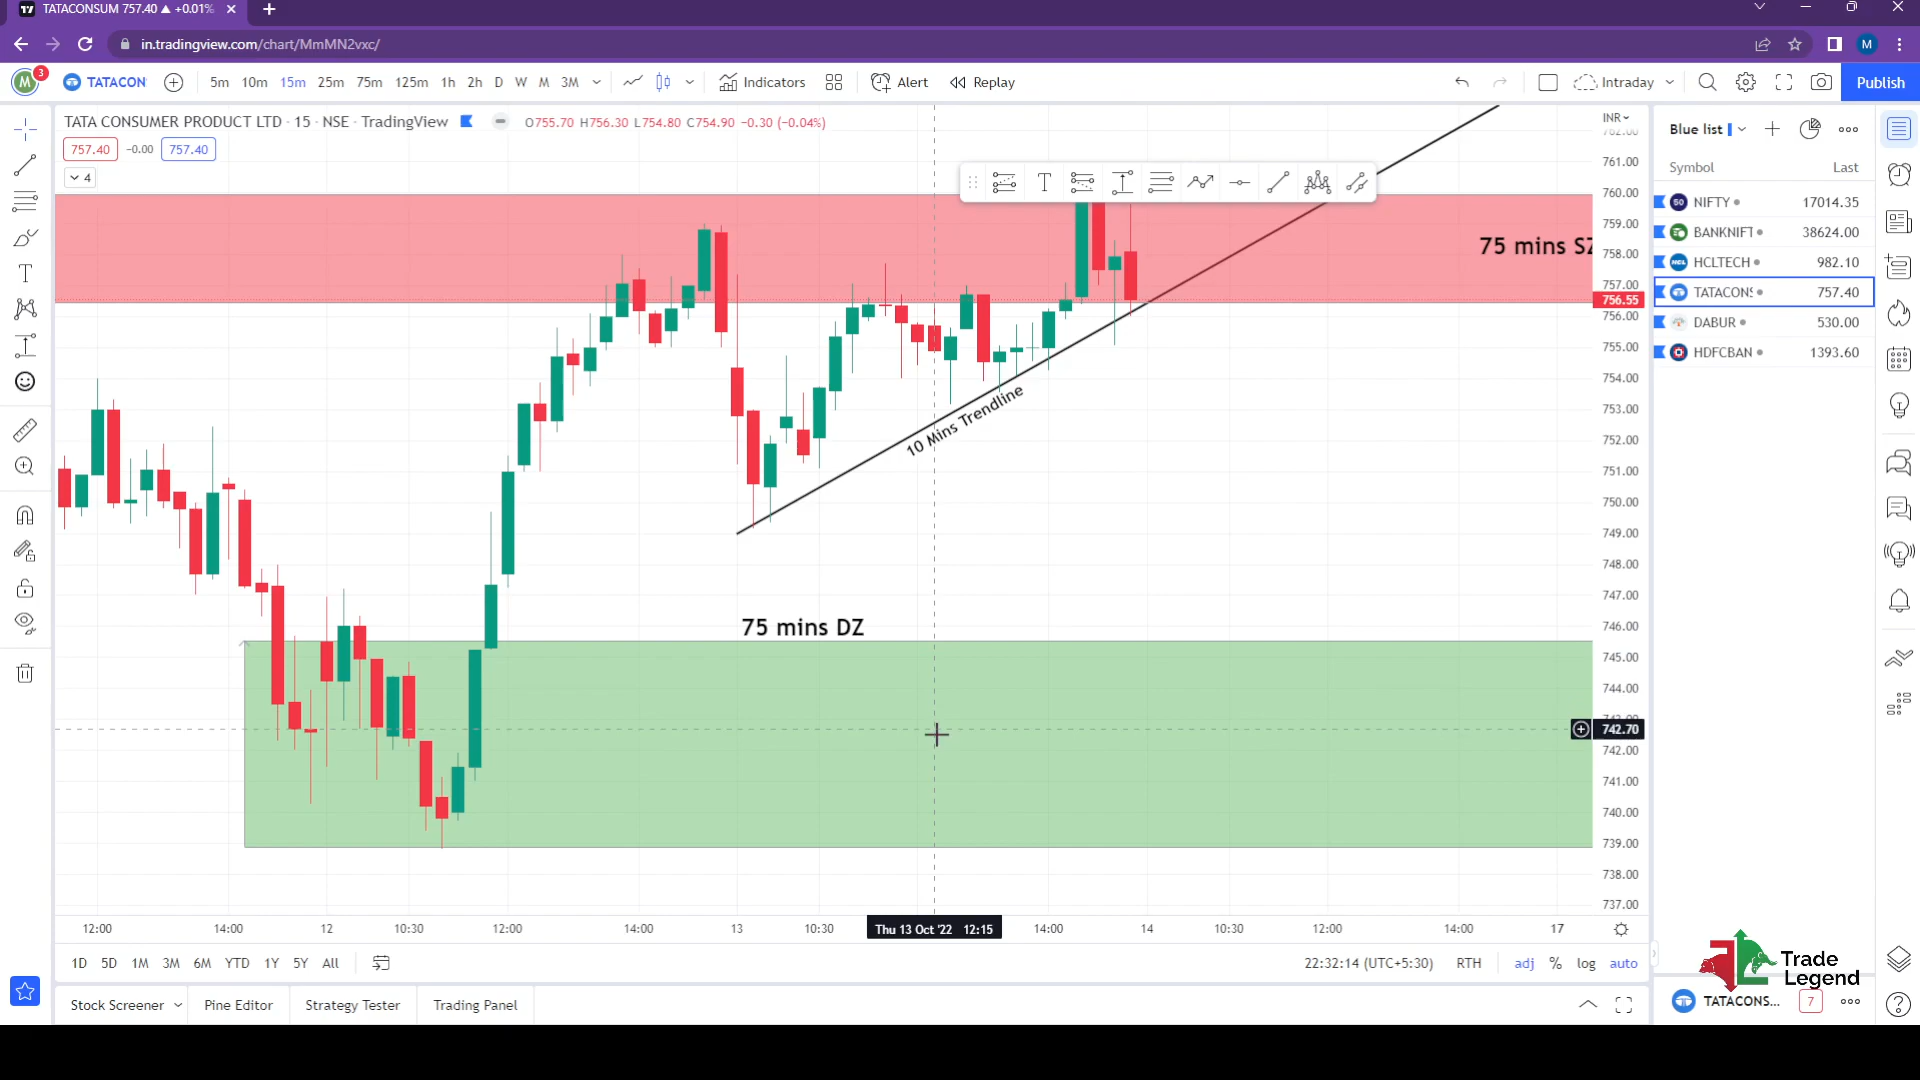 TATACONSUM 757.40 ▲ +0.01%
in.tradingview.com/chart/MmMN2vxc/
M
M 3 TATACON 5m 10m 15m 25m 75m 125m 1h 2h D W M 3M Indicators Alert Replay Intraday Publish
TATA CONSUMER PRODUCT LTD · 15 · NSE · TradingView O755.70 H756.30 L754.80 C754.90 −0.30 (−0.04%)
757.40 -0.00 757.40
4
INR
762.00
761.00
760.00
759.00
758.00
757.00
756.55
756.00
755.00
754.00
753.00
752.00
751.00
750.00
749.00
748.00
747.00
746.00
745.00
744.00
743.00
742.70
742.00
741.00
740.00
739.00
738.00
737.00
75 mins SZ
10 Mins Trendline
75 mins DZ
12:00 14:00 12 10:30 12:00 14:00 13 10:30 Thu 13 Oct '22 12:15 14:00 14 10:30 12:00 14:00 17
1D 5D 1M 3M 6M YTD 1Y 5Y All 22:32:14 (UTC+5:30) RTH adj % log auto
Stock Screener Pine Editor Strategy Tester Trading Panel
Blue list
Symbol Last
50 NIFTY 17014.35
BANKNIFT 38624.00
HCL HCLTECH 982.10
TATACONS 757.40
DABUR 530.00
HDFCBAN 1393.60
Trade
Legend
TATACONS... 7